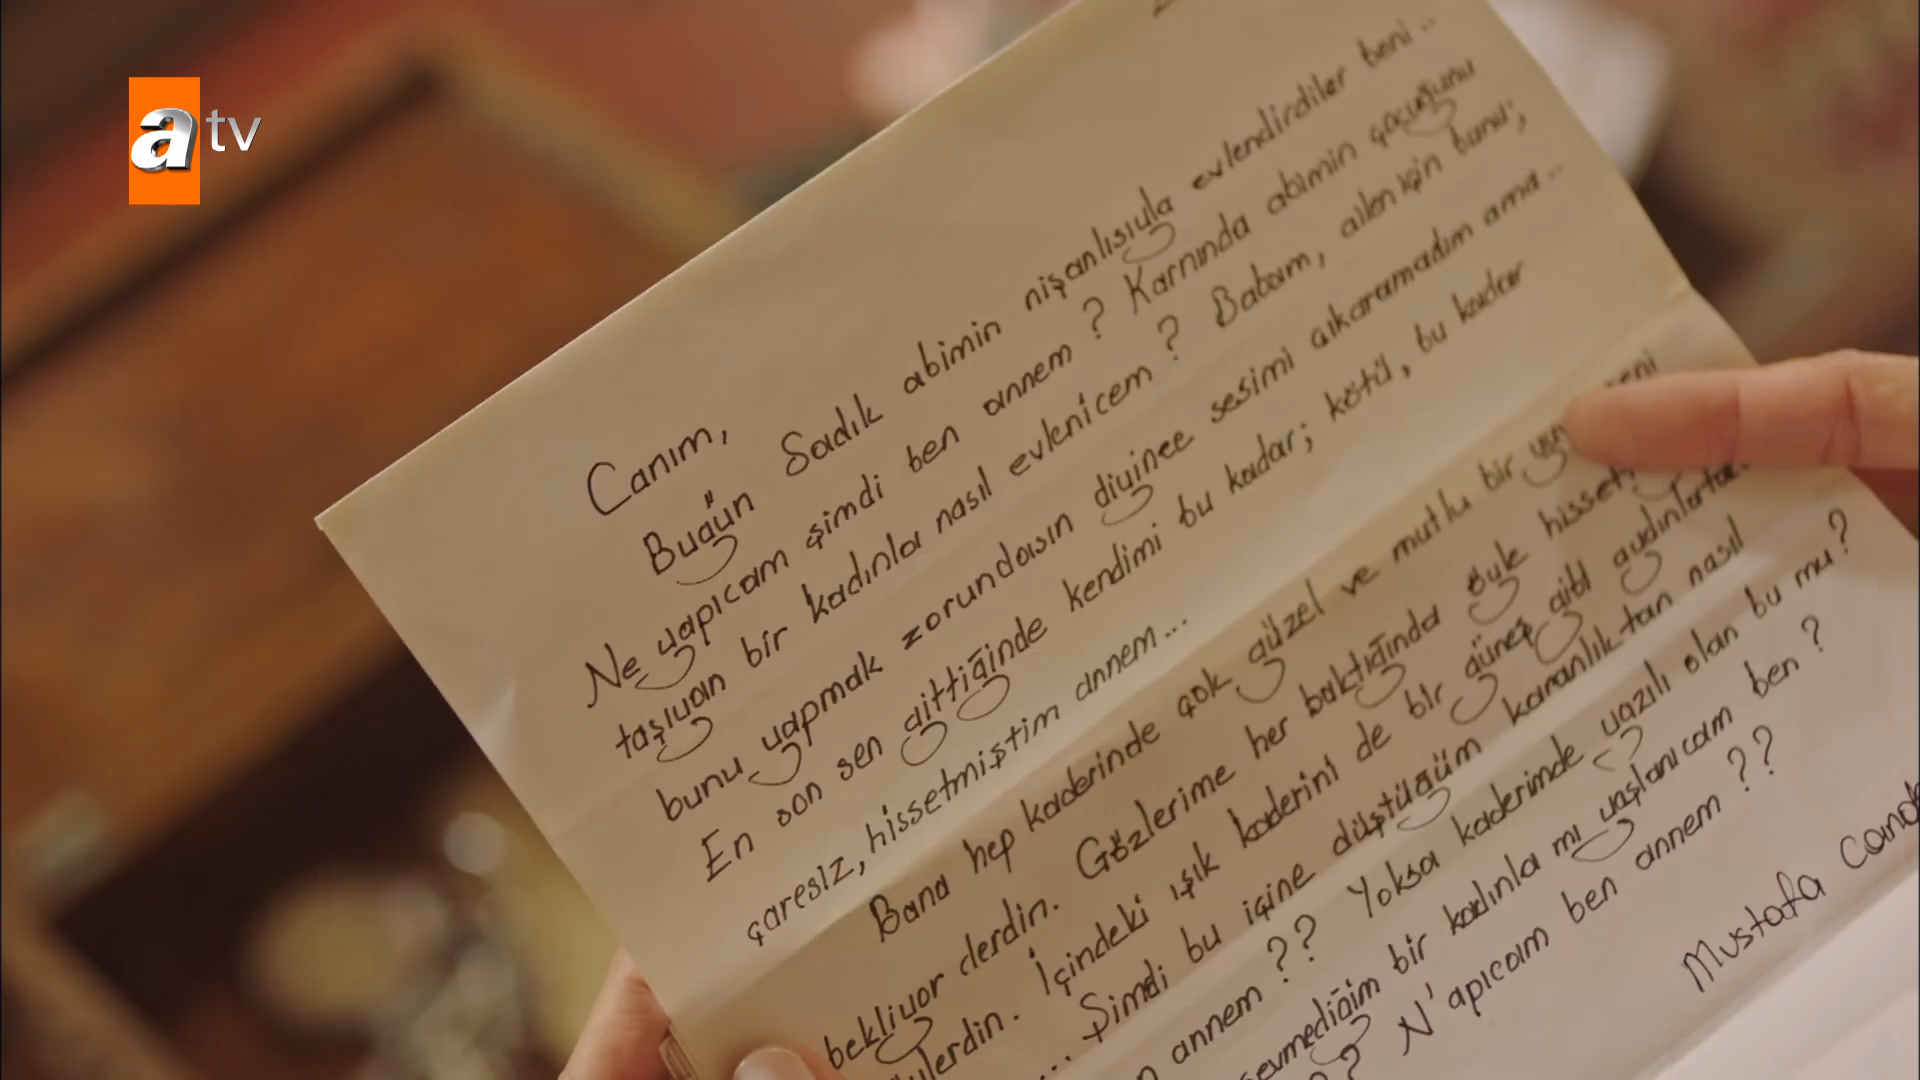 atv
Canım,
Bugün Sadık abimin nişanlısıyla evlendirdiler beni..
Ne yapıcam şimdi ben annem? Karnında abimin çocuğunu
taşıyan bir kadınla nasıl evlenicem? Babam, ailen için bunu,
bunu yapmak zorundasın diyince sesimi çıkaramadım ama..
En son sen gittiğinde kendimi bu kadar; kötü, bu kadar
çaresiz, hissetmiştim annem...
Bana hep kaderinde çok güzel ve mutlu bir
bekliyor derdin. Gözlerime her baktığında öyle
derdin. İçindeki ışık kaderini de bir güneş gibi
... Şimdi bu içine düştüğüm karanlıktan nasıl
annem?? Yoksa kaderimde yazılı olan bu mu?
sevmediğim bir kadınla mı yaşlanıcam ben?
? N'apıcam ben annem??
Mustafa